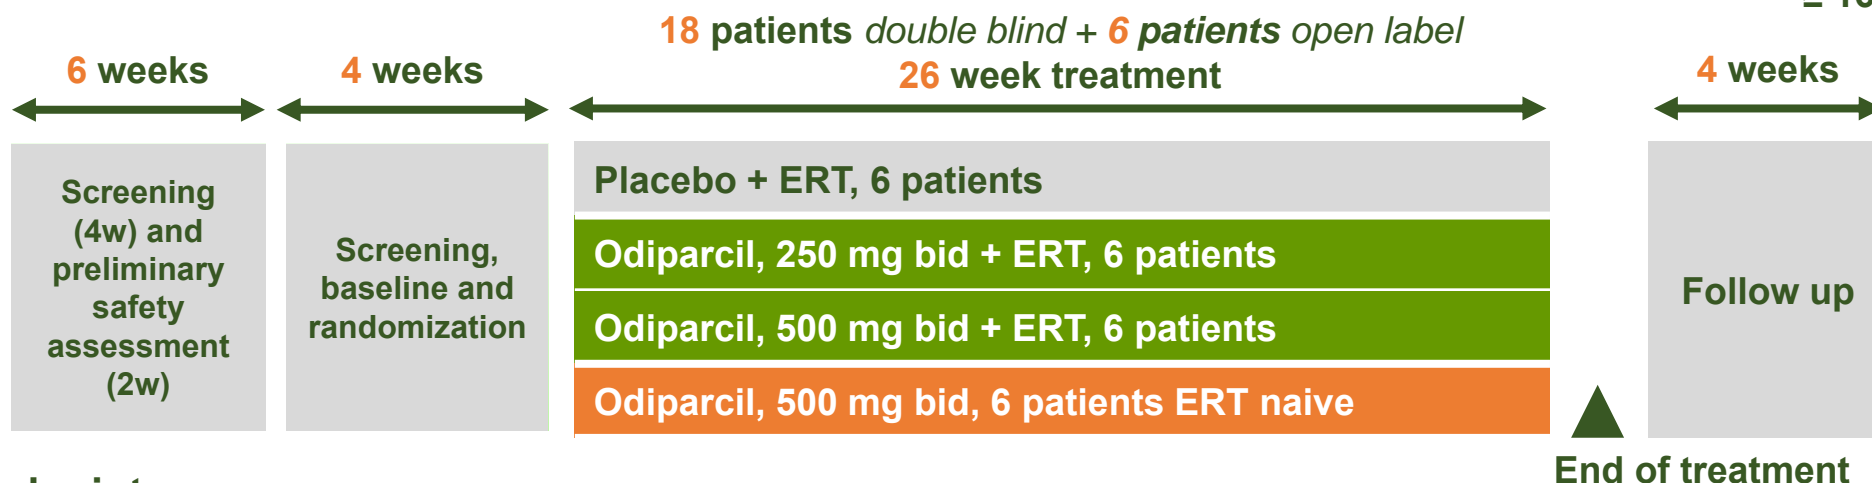 18 patients double blind + 6 patients open label
6 weeks
4 weeks
26 week treatment
4 weeks
Screening
(4w) and
preliminary
safety
assessment
(2w)
Screening,
baseline and
randomization
Placebo + ERT, 6 patients
Odiparcil, 250 mg bid + ERT, 6 patients
Odiparcil, 500 mg bid + ERT, 6 patients
Odiparcil, 500 mg bid, 6 patients ERT naive
Follow up
End of treatment